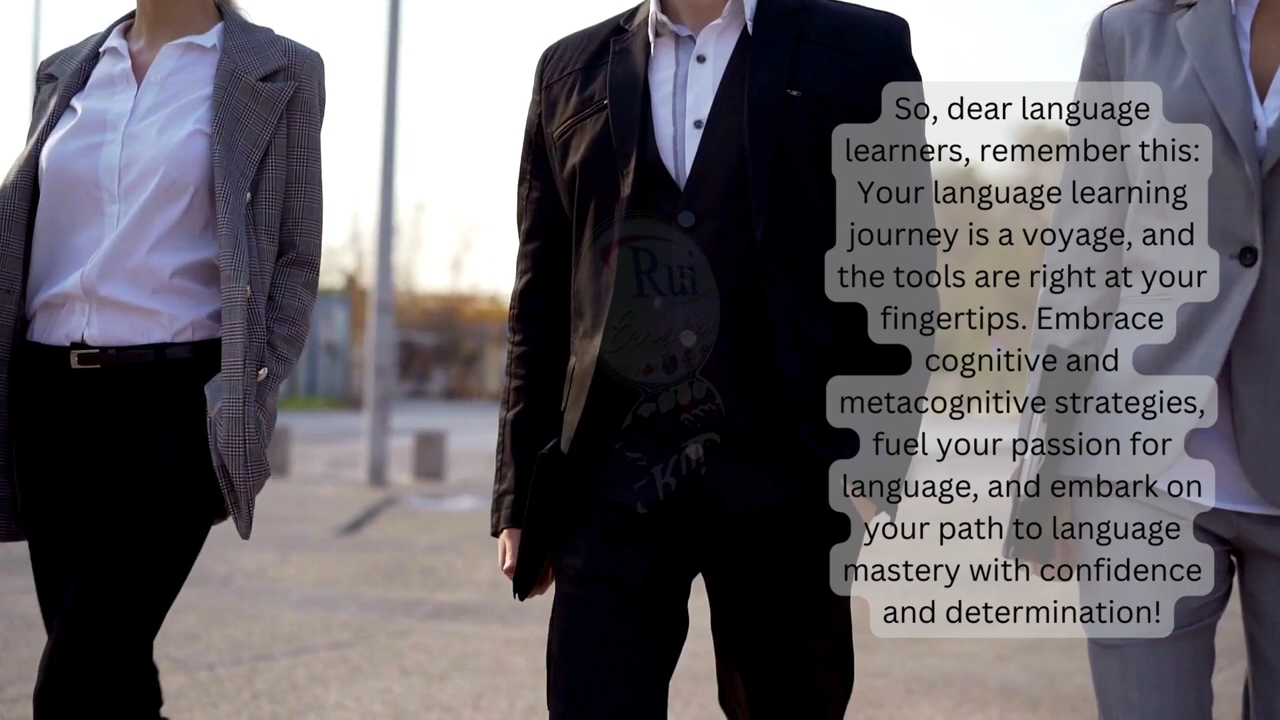 So, dear language
learners, remember this:
Your language learning
journey is a voyage, and
the tools are right at your
fingertips. Embrace
cognitive and
metacognitive strategies,
fuel your passion for
language, and embark on
your path to language
mastery with confidence
and determination!
Rui
English